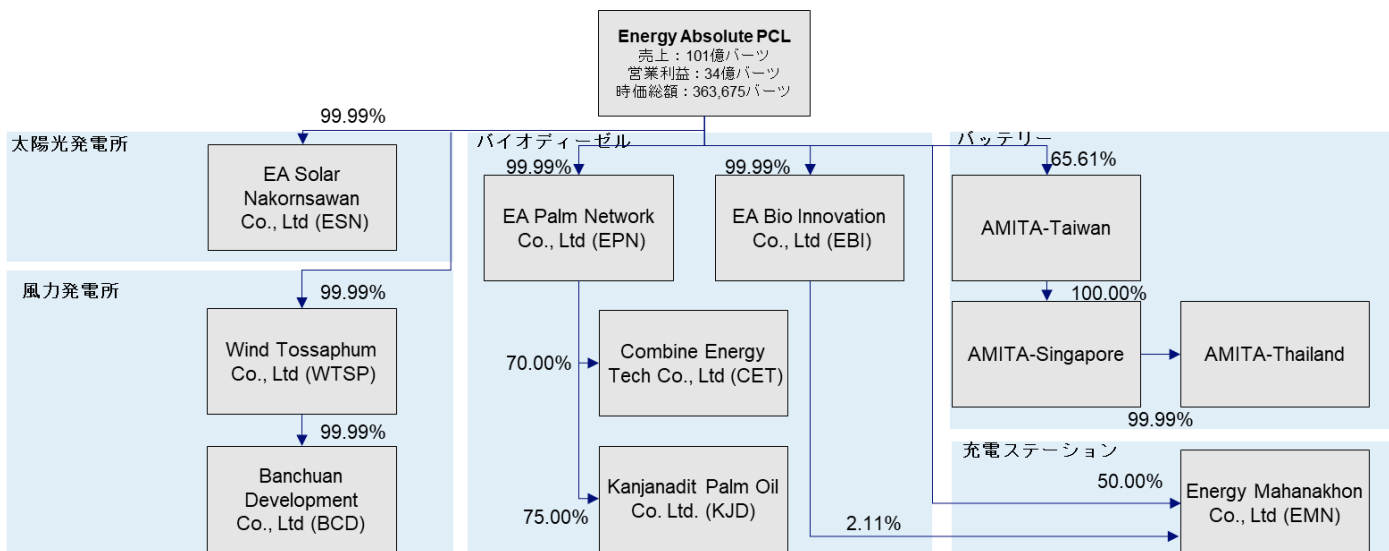 Energy Absolute PCL
売上：101億バーツ
営業利益：34億バーツ
時価総額：363,675バーツ
99.99%
太陽光発電所
EA Solar
Nakornsawan
Co., Ltd (ESN)
風力発電所
99.99%
Wind Tossaphum
Co., Ltd (WTSP)
99.99%
Banchuan
Development
Co., Ltd (BCD)
バイオディーゼル
99.99%
EA Palm Network
Co., Ltd (EPN)
99.99%
EA Bio Innovation
Co., Ltd (EBI)
70.00%
Combine Energy
Tech Co., Ltd (CET)
75.00%
Kanjanadit Palm Oil
Co. Ltd. (KJD)
2.11%
バッテリー
65.61%
AMITA-Taiwan
100.00%
AMITA-Singapore
AMITA-Thailand
99.99%
充電ステーション
50.00%
Energy Mahanakhon
Co., Ltd (EMN)